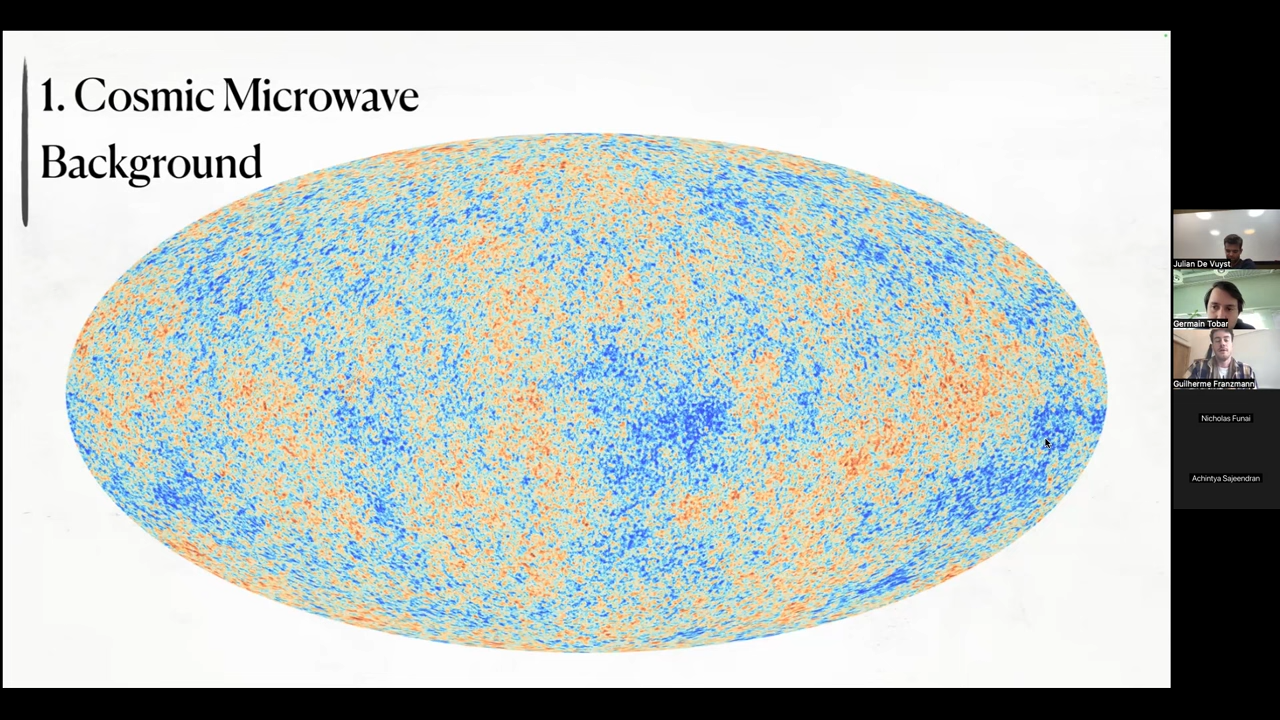 1. Cosmic Microwave
Background
Julian De Vuyst
Germain Tobar
Guilherme Franzmann
Nicholas Funai
Achintya Sajeendran